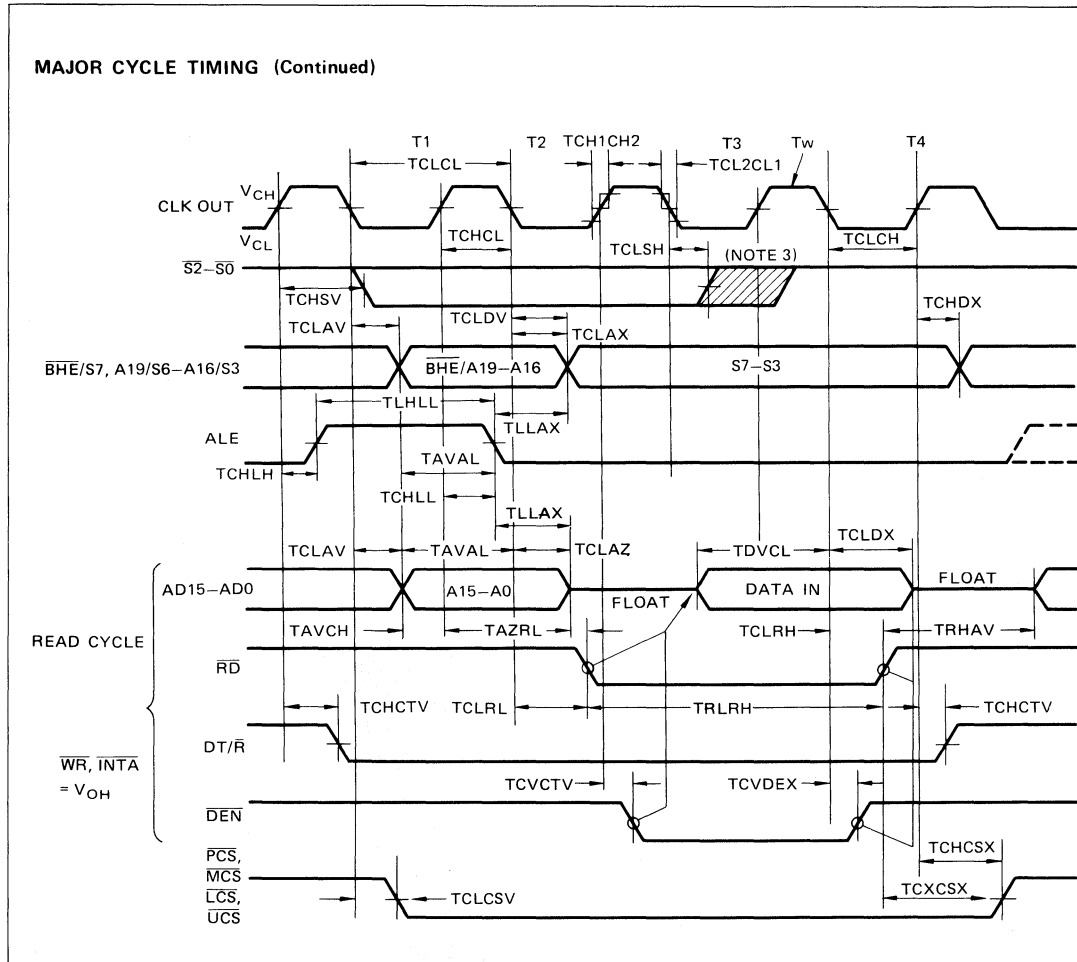 MAJOR CYCLE TIMING (Continued)
T1 T2 TCH1CH2 T3 Tw T4
TCLCL TCL2CL1
VCH
CLK OUT
VCL
TCHCL TCLSH (NOTE 3) TCLCH
S2–S0
TCHSV TCLDV TCHDX
TCLAV TCLAX
BHE/S7, A19/S6–A16/S3 BHE/A19–A16 S7–S3
TLHLL
TLLAX
ALE
TCHLH TAVAL
TCHLL
TLLAX
TCLAV TAVAL TCLAZ TDVCL TCLDX
AD15–AD0 A15–A0 FLOAT DATA IN FLOAT
TAVCH TAZRL TCLRH TRHAV
READ CYCLE
RD
TCHCTV TCLRL TRLRH TCHCTV
DT/R
WR, INTA
= VOH
TCVCTV TCVDEX
DEN
PCS,
MCS
LCS,
UCS
TCHCSX
TCLCSV TCXCSX